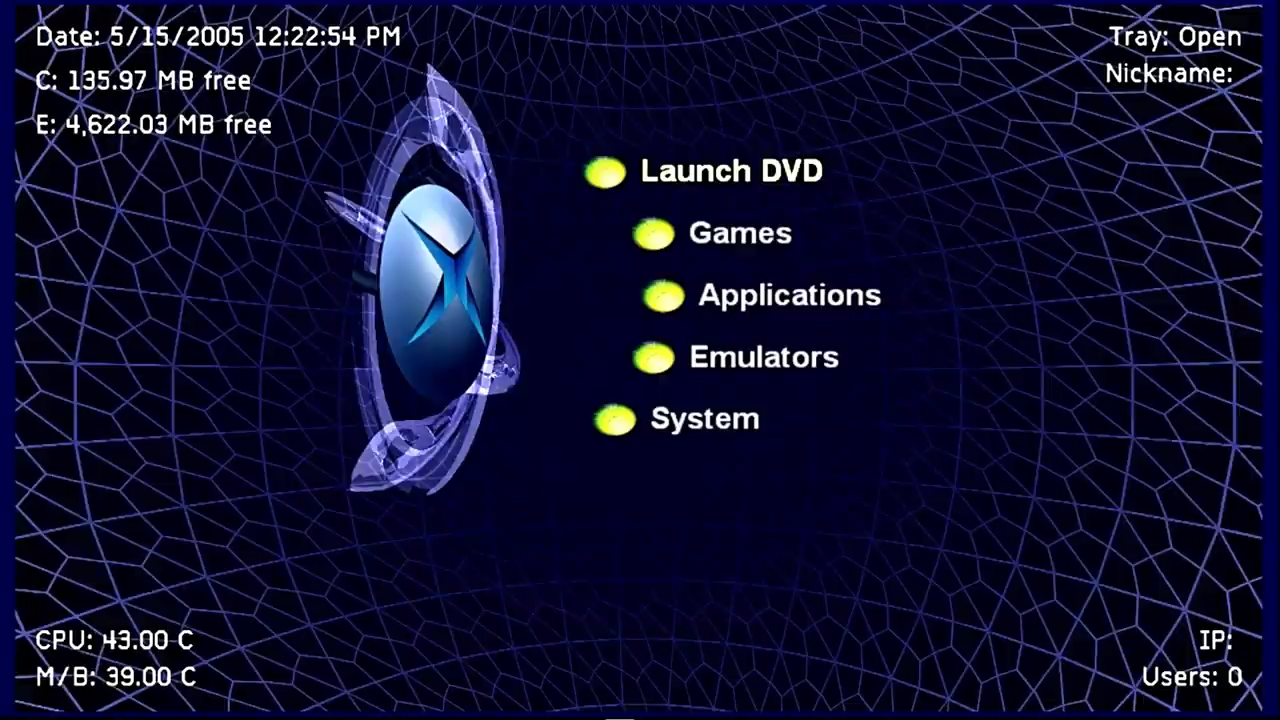 Date: 5/15/2005 12:22:54 PM
Tray: Open
C: 135.97 MB free
Nickname:
E: 4,622.03 MB free
Launch DVD
Games
Applications
Emulators
System
CPU: 43.00 C
IP:
M/B: 39.00 C
Users: 0